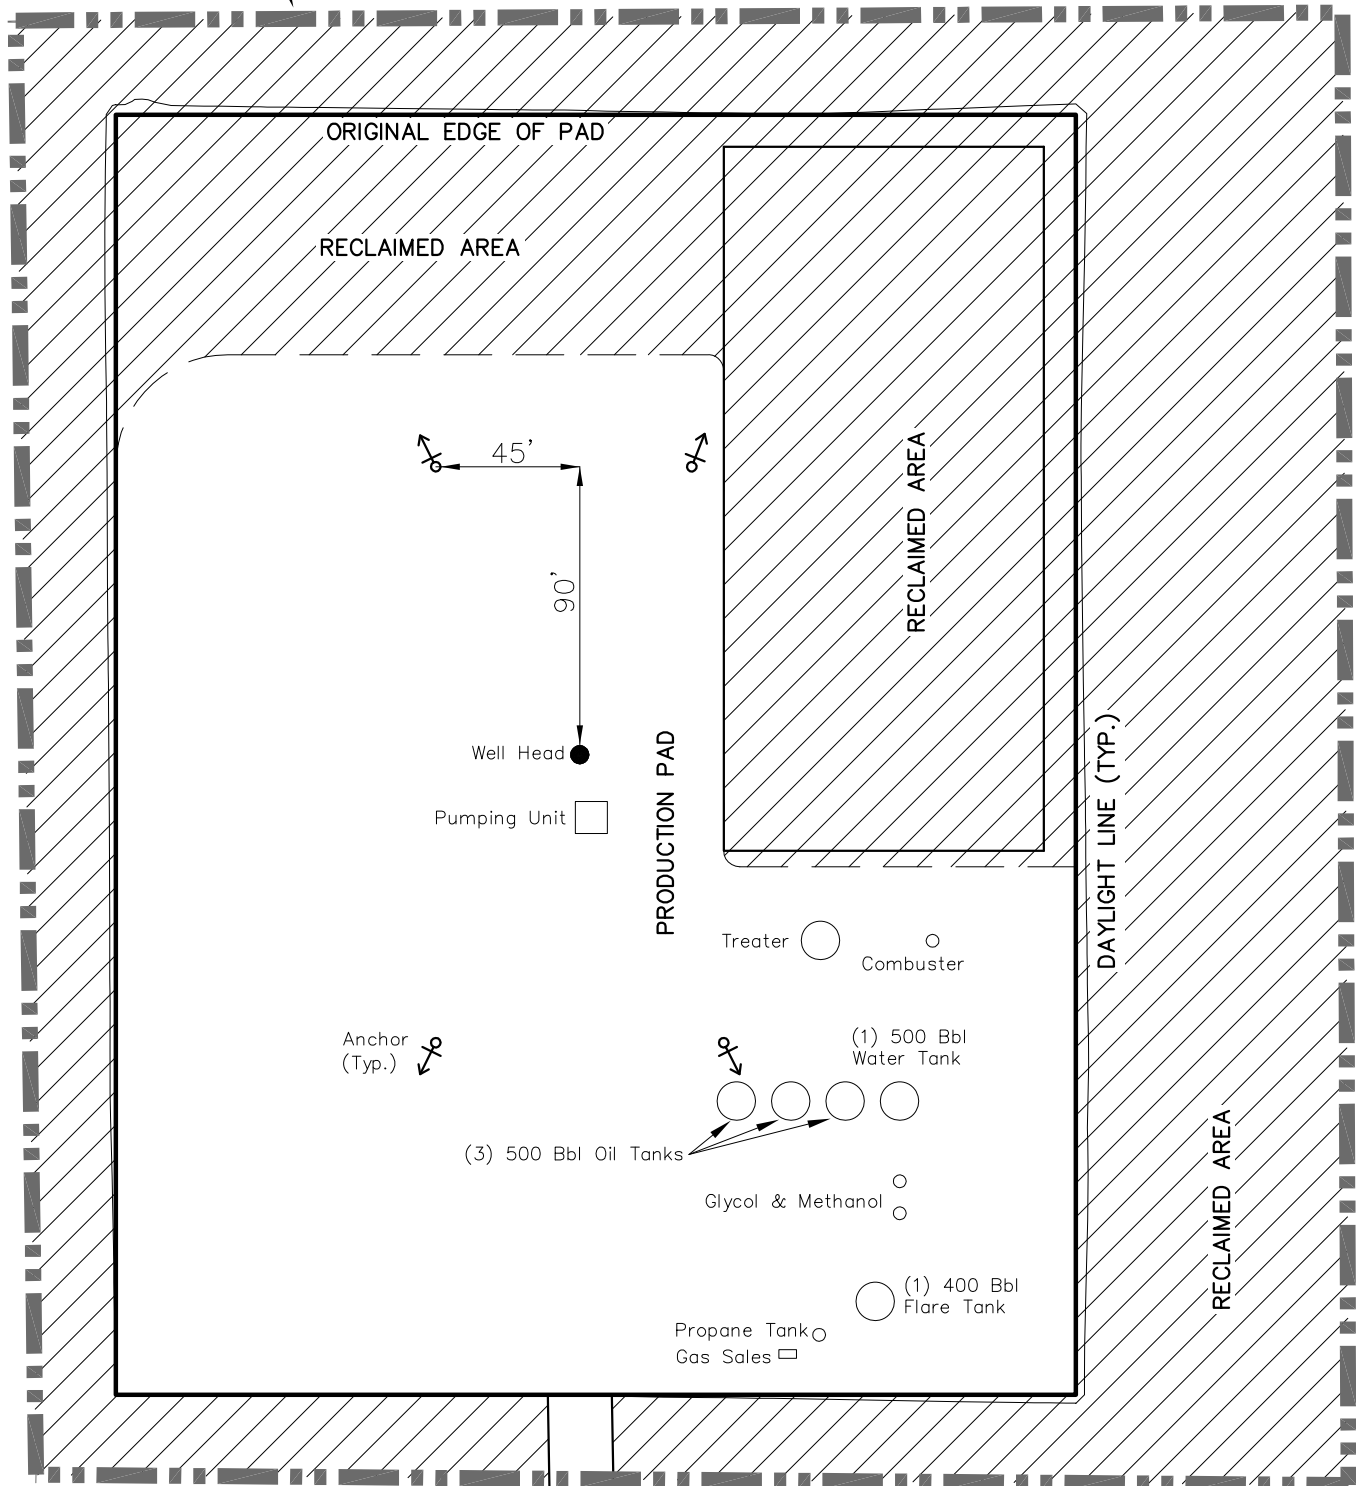 ORIGINAL EDGE OF PAD
RECLAIMED AREA
45'
RECLAIMED AREA
90'
Well Head
Pumping Unit
PRODUCTION PAD
DAYLIGHT LINE (TYP.)
Treater
Combuster
Anchor
(Typ.)
(1) 500 Bbl
Water Tank
(3) 500 Bbl Oil Tanks
Glycol & Methanol
RECLAIMED AREA
(1) 400 Bbl
Flare Tank
Propane Tank
Gas Sales